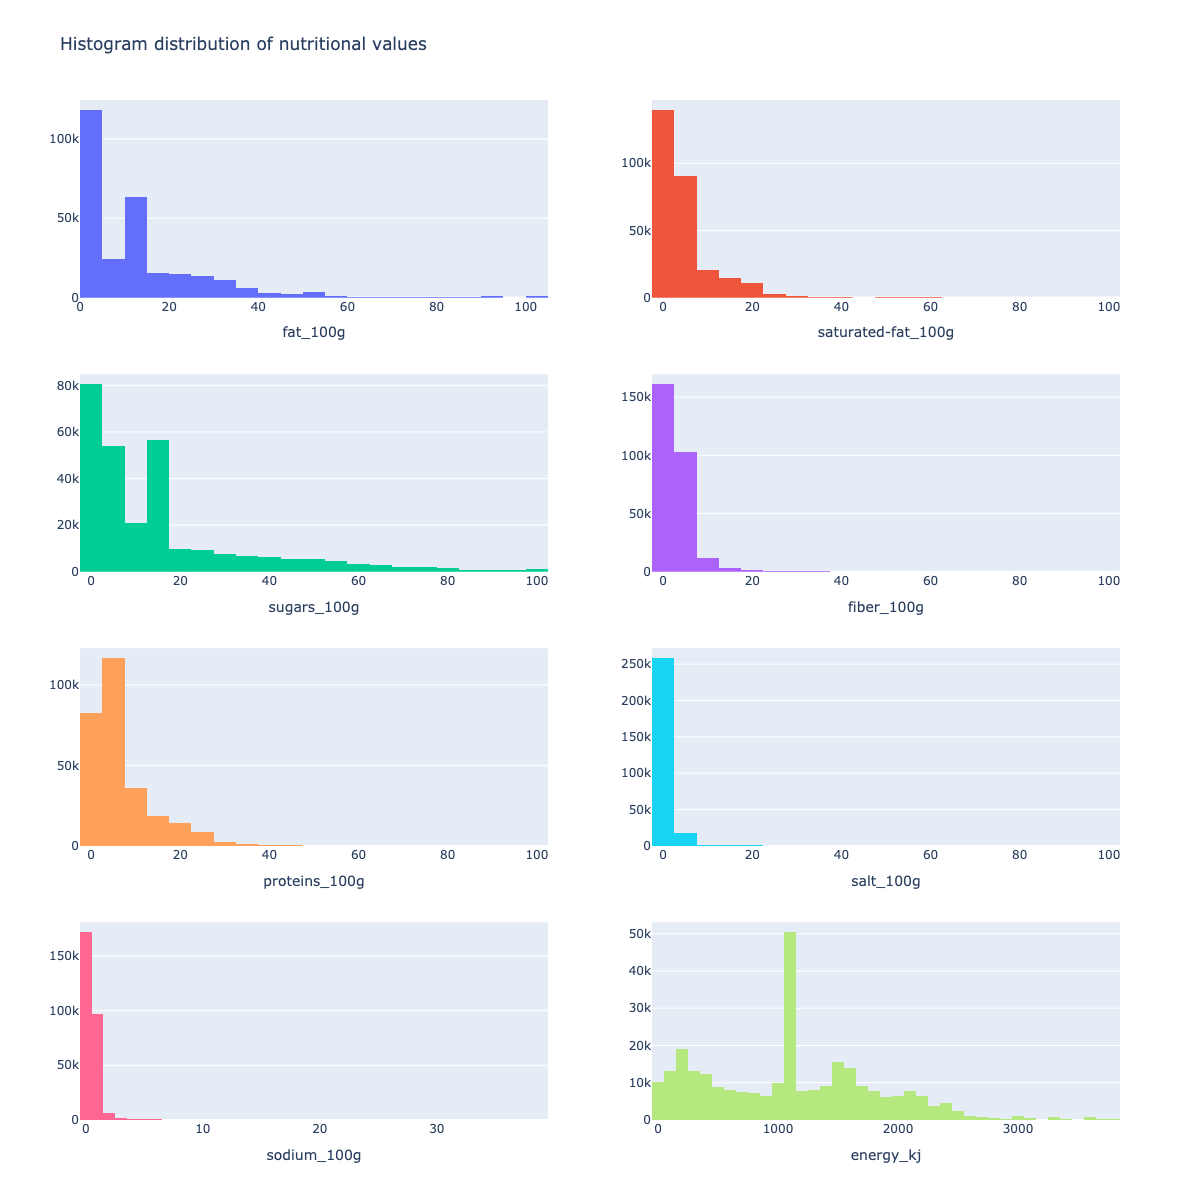 Histogram distribution of nutritional values
100k
50k
0
0 20 40 60 80 100
fat_100g
100k
50k
0
0 20 40 60 80 100
saturated-fat_100g
80k
60k
40k
20k
0
0 20 40 60 80 100
sugars_100g
150k
100k
50k
0
0 20 40 60 80 100
fiber_100g
100k
50k
0
0 20 40 60 80 100
proteins_100g
250k
200k
150k
100k
50k
0
0 20 40 60 80 100
salt_100g
150k
100k
50k
0
0 10 20 30
sodium_100g
50k
40k
30k
20k
10k
0
0 1000 2000 3000
energy_kj